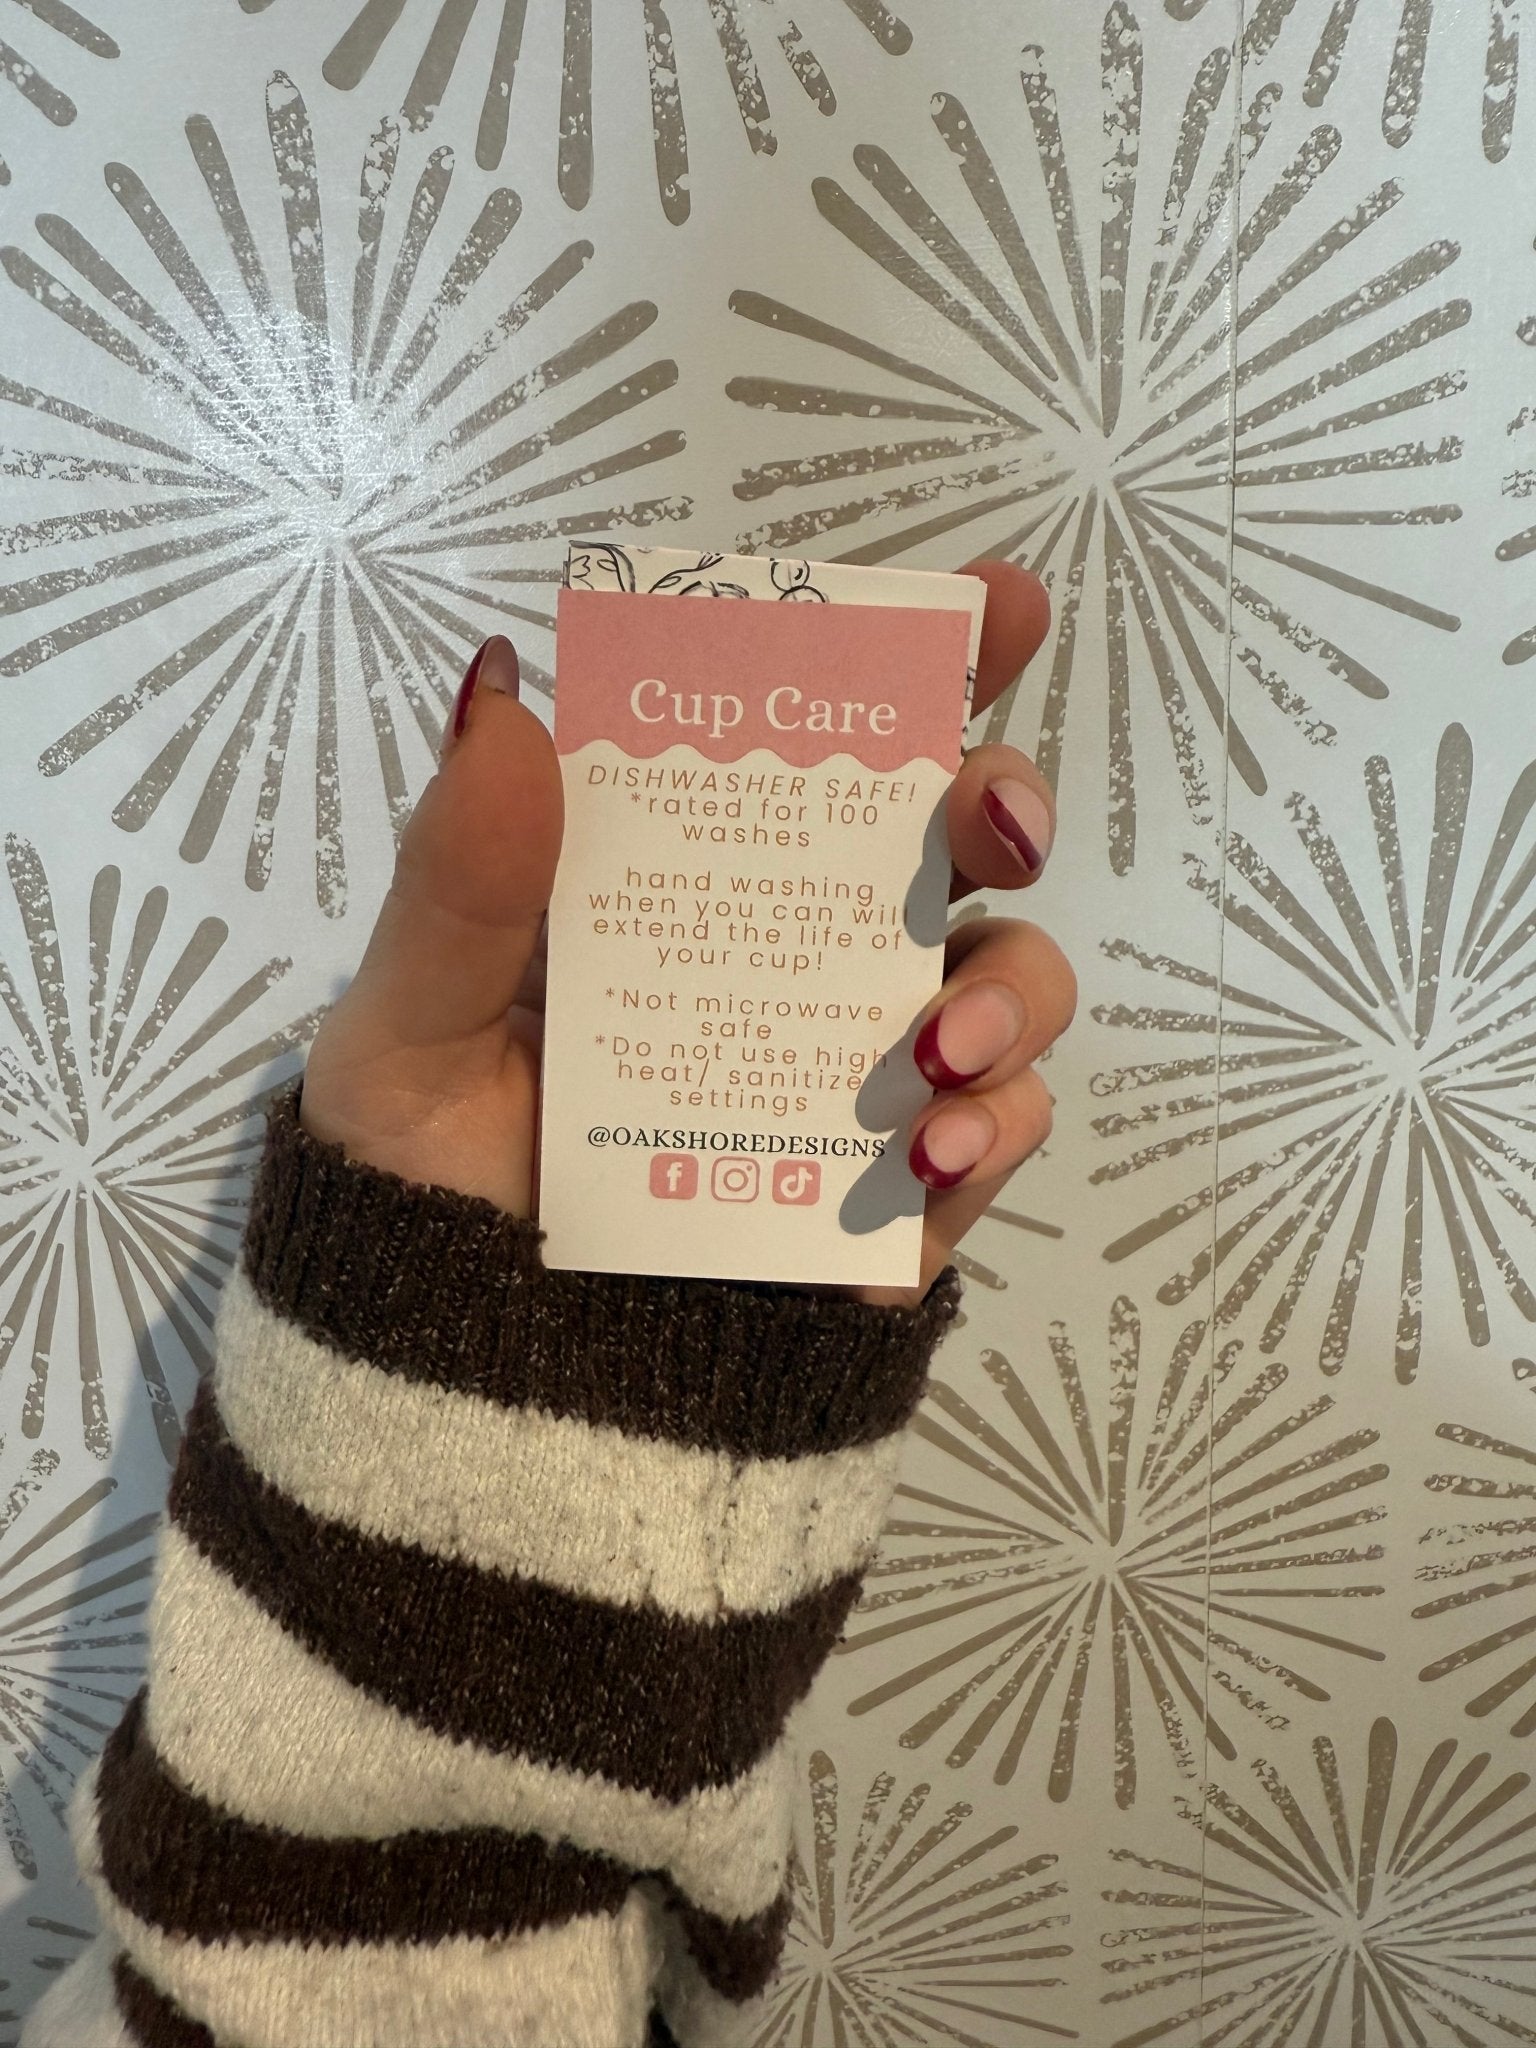 Cup Care
DISHWASHER SAFE!
*rated for 100
washes
hand washing
when you can will
extend the life of
your cup!
*Not microwave
safe
*Do not use high
heat/ sanitize
settings
@OAKSHOREDESIGNS